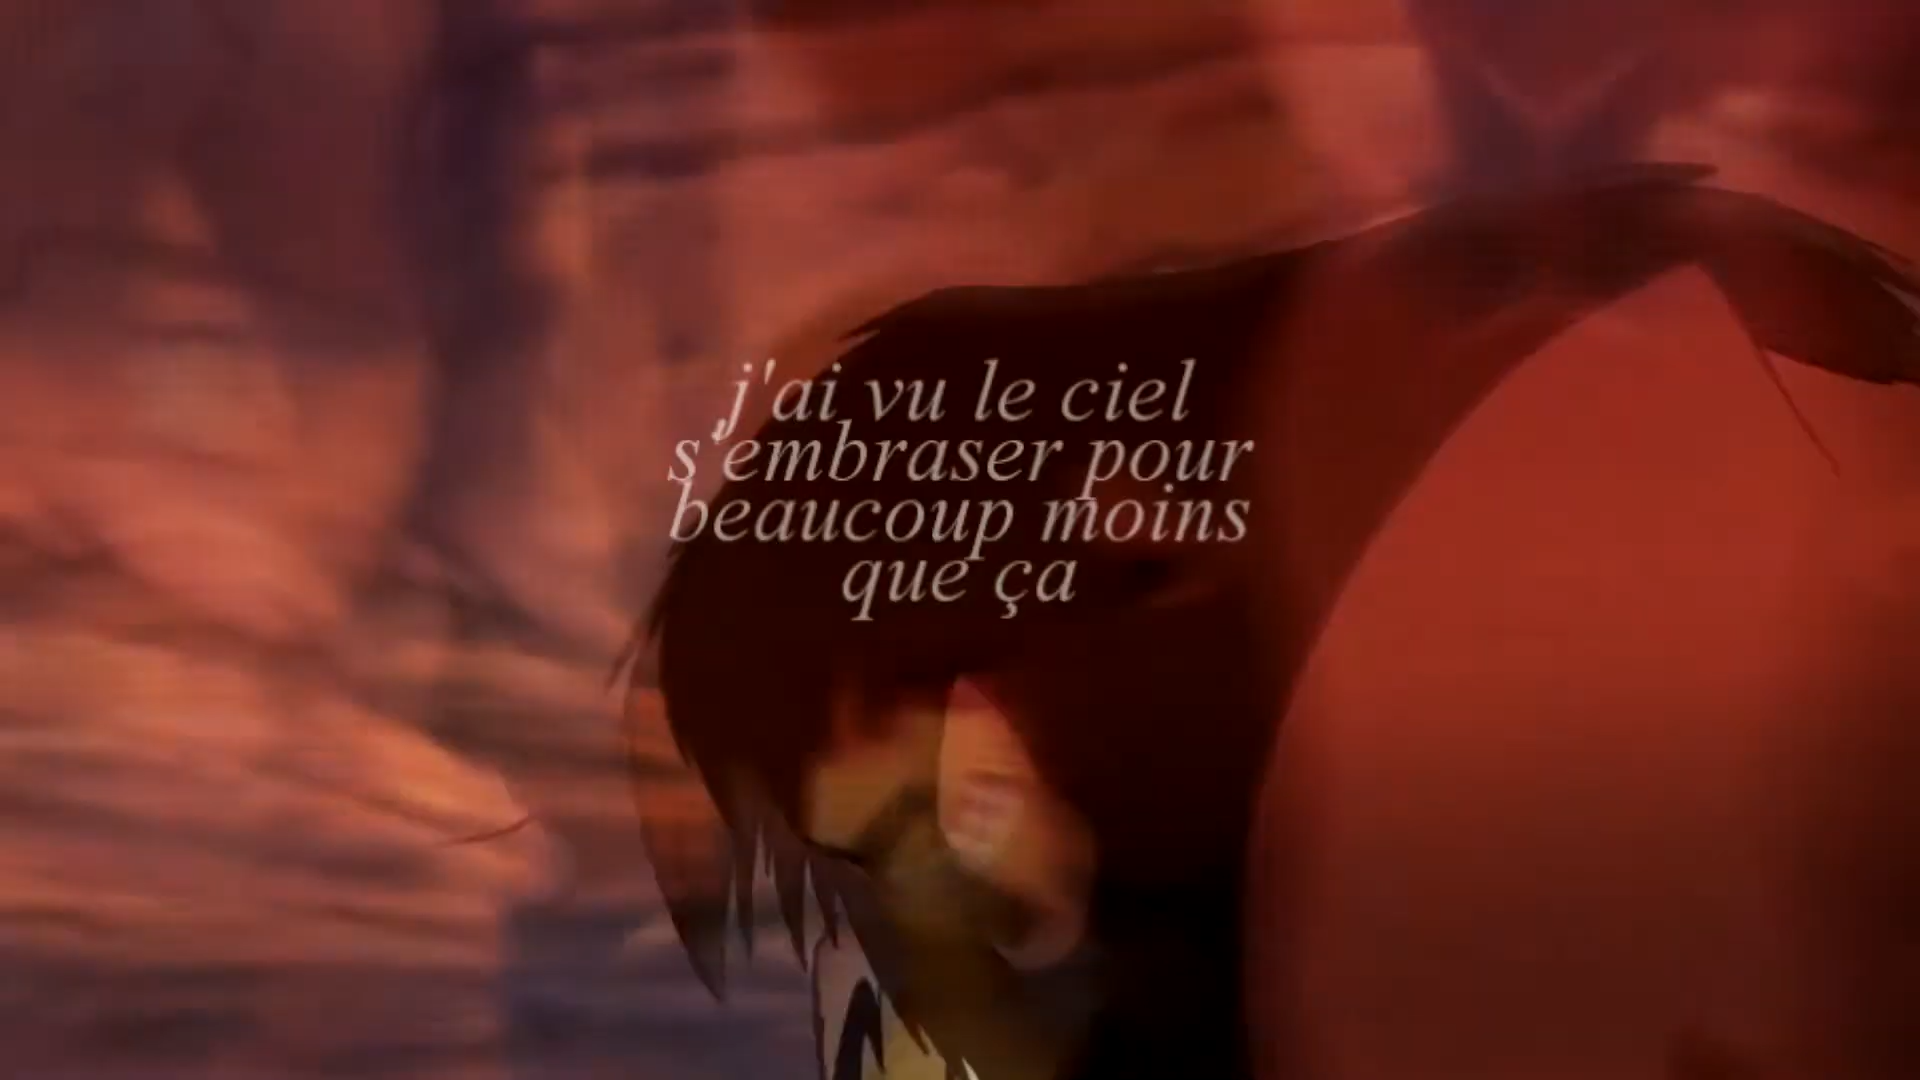 j'ai vu le ciel
s'embraser pour
beaucoup moins
que ça